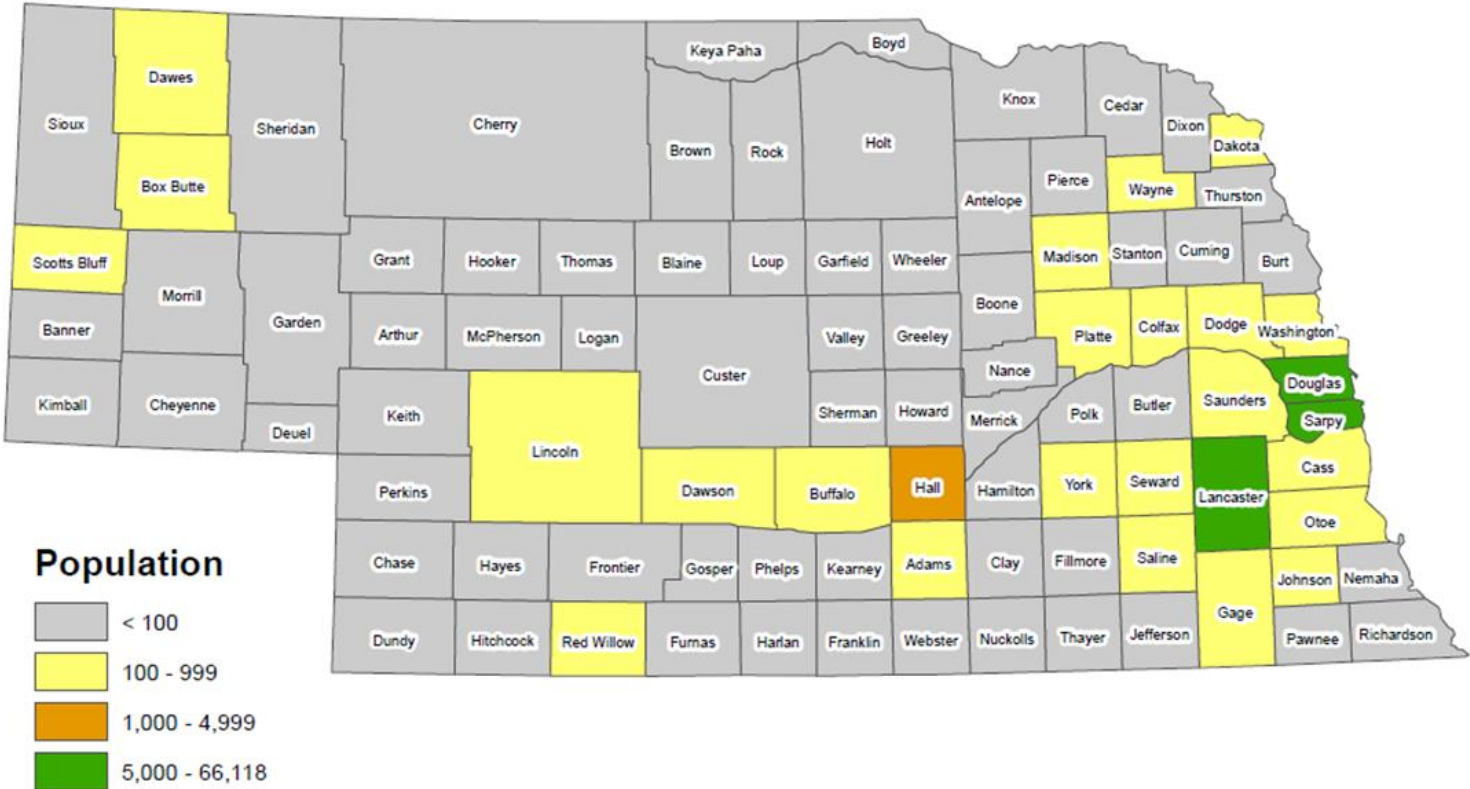 Keya Paha
Boyd
Dawes
Knox
Cedar
Sioux
Sheridan
Cherry
Dixon
Holt
Brown
Rock
Dakota
Box Butte
Pierce
Wayne
Thurston
Antelope
Scotts Bluff
Grant
Hooker
Thomas
Blaine
Loup
Garfield
Wheeler
Madison
Stanton
Cuming
Burt
Morrill
Boone
Garden
Banner
Arthur
McPherson
Logan
Valley
Greeley
Platte
Colfax
Dodge
Washington
Custer
Nance
Douglas
Kimball
Cheyenne
Keith
Sherman
Howard
Merrick
Polk
Butler
Saunders
Sarpy
Deuel
Lincoln
Perkins
Dawson
Buffalo
Hall
Hamilton
York
Seward
Lancaster
Cass
Otoe
Chase
Hayes
Frontier
Gosper
Phelps
Kearney
Adams
Clay
Fillmore
Saline
Johnson
Nemaha
Gage
Dundy
Hitchcock
Red Willow
Furnas
Harlan
Franklin
Webster
Nuckolls
Thayer
Jefferson
Pawnee
Richardson
Population
< 100
100 - 999
1,000 - 4,999
5,000 - 66,118